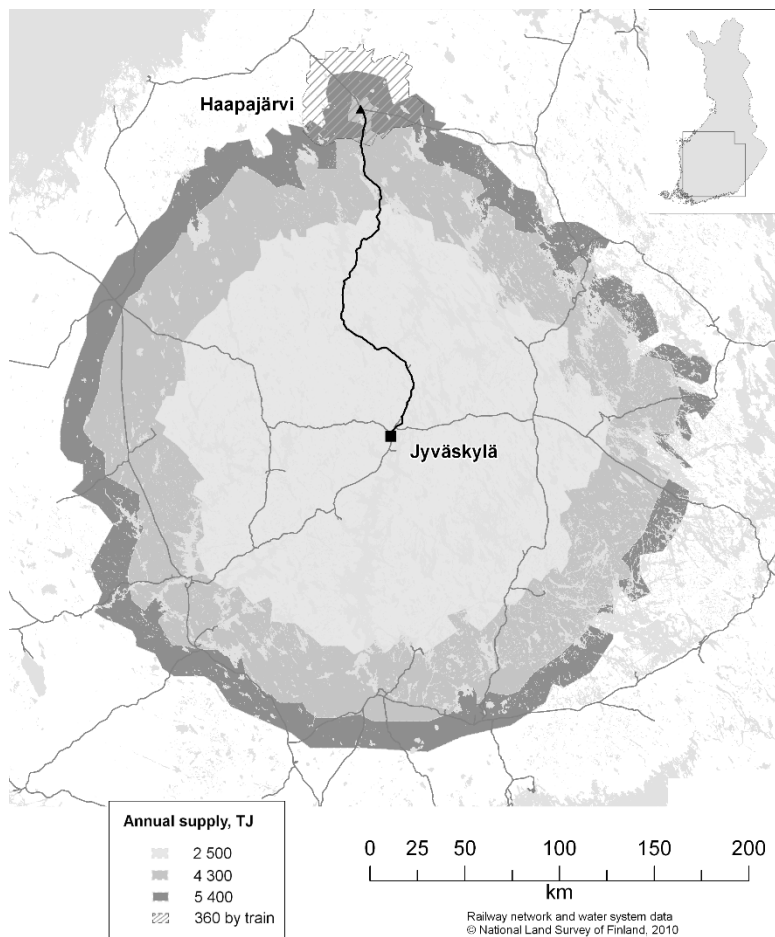 Haapajärvi
Jyväskylä
Annual supply, TJ
2 500
4 300
5 400
360 by train
0 25 50 100 150 200
km
Railway network and water system data
© National Land Survey of Finland, 2010